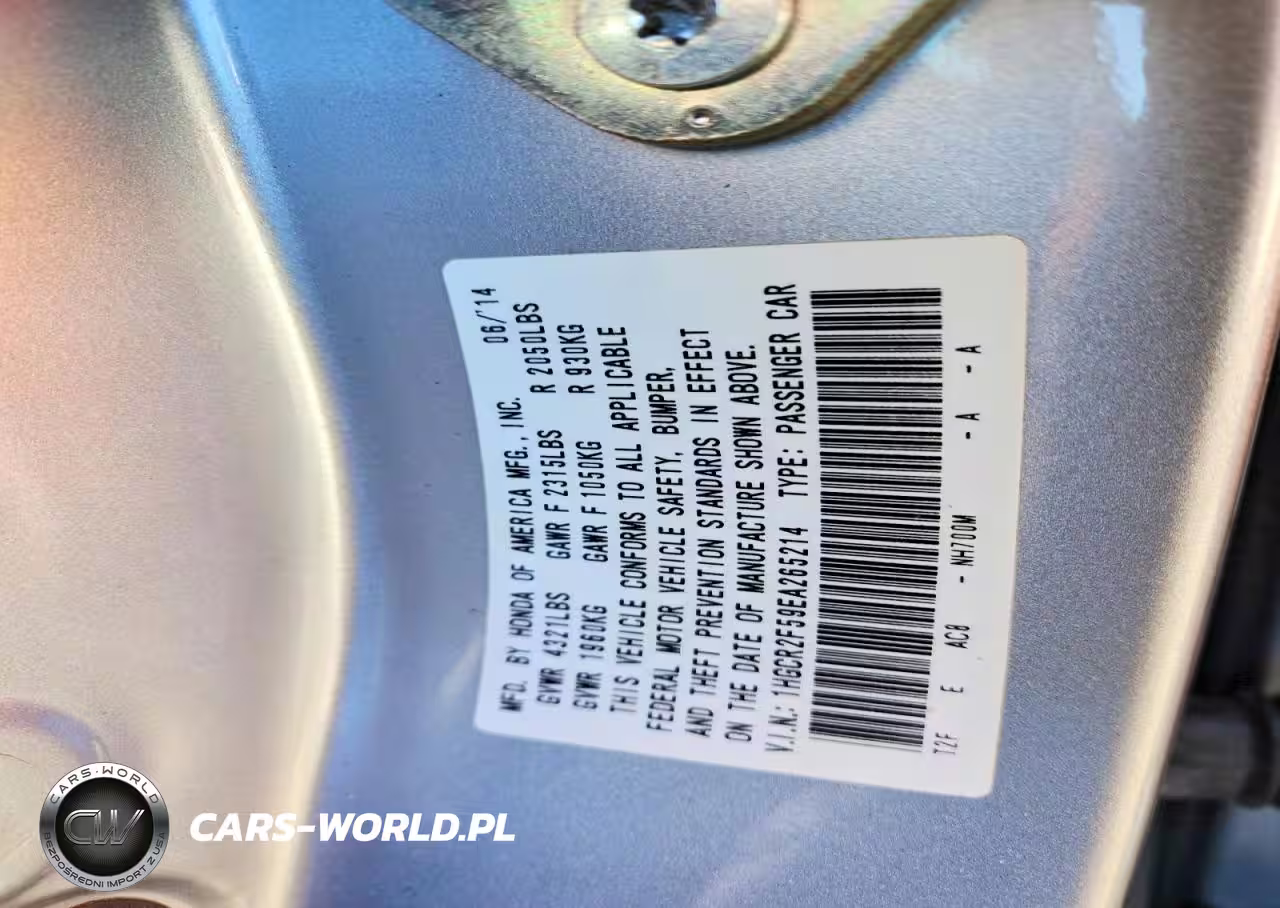 MFD. BY HONDA OF AMERICA MFG., INC. 06/'14
GVWR 4321LBS GAWR F 2315LBS R 2050LBS
GVWR 1960KG GAWR F 1050KG R 930KG
THIS VEHICLE CONFORMS TO ALL APPLICABLE
FEDERAL MOTOR VEHICLE SAFETY, BUMPER,
AND THEFT PREVENTION STANDARDS IN EFFECT
ON THE DATE OF MANUFACTURE SHOWN ABOVE.
V.I.N.: 1HGCR2F59EA265214 TYPE: PASSENGER CAR
T2F E AC8 - NH700M - A - A
CARS-WORLD
CW
BEZPOŚREDNI IMPORT Z USA
CARS-WORLD.PL